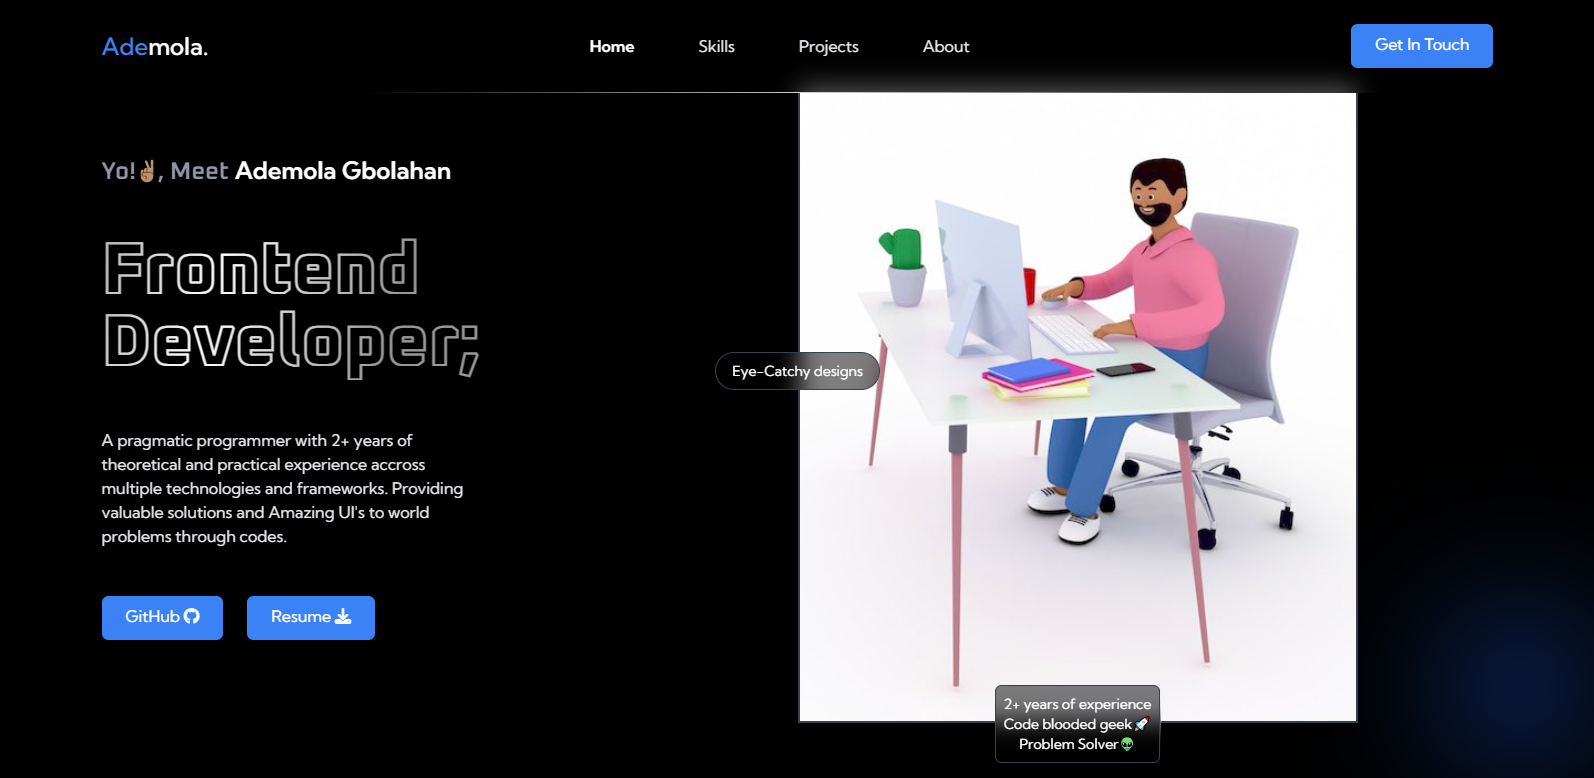 Ademola.
Home
Skills
Projects
About
Get In Touch
Yo!✌🏽, Meet Ademola Gbolahan
Frontend
Developer;
A pragmatic programmer with 2+ years of
theoretical and practical experience accross
multiple technologies and frameworks. Providing
valuable solutions and Amazing UI's to world
problems through codes.
GitHub
Resume
Eye-Catchy designs
2+ years of experience
Code blooded geek 🚀
Problem Solver 👽